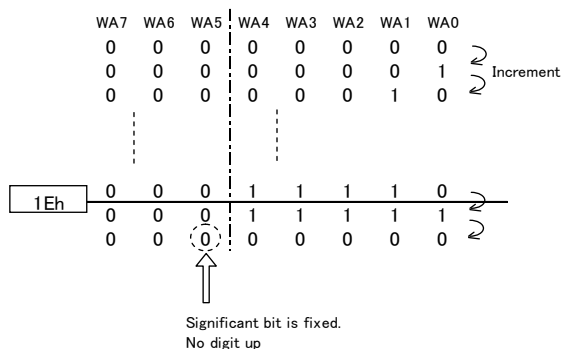 WA7 WA6 WA5 WA4 WA3 WA2 WA1 WA0
0 0 0 0 0 0 0 0
0 0 0 0 0 0 0 1 Increment
0 0 0 0 0 0 1 0
1Eh 0 0 0 1 1 1 1 0
0 0 0 1 1 1 1 1
0 0 0 0 0 0 0 0
Significant bit is fixed.
No digit up